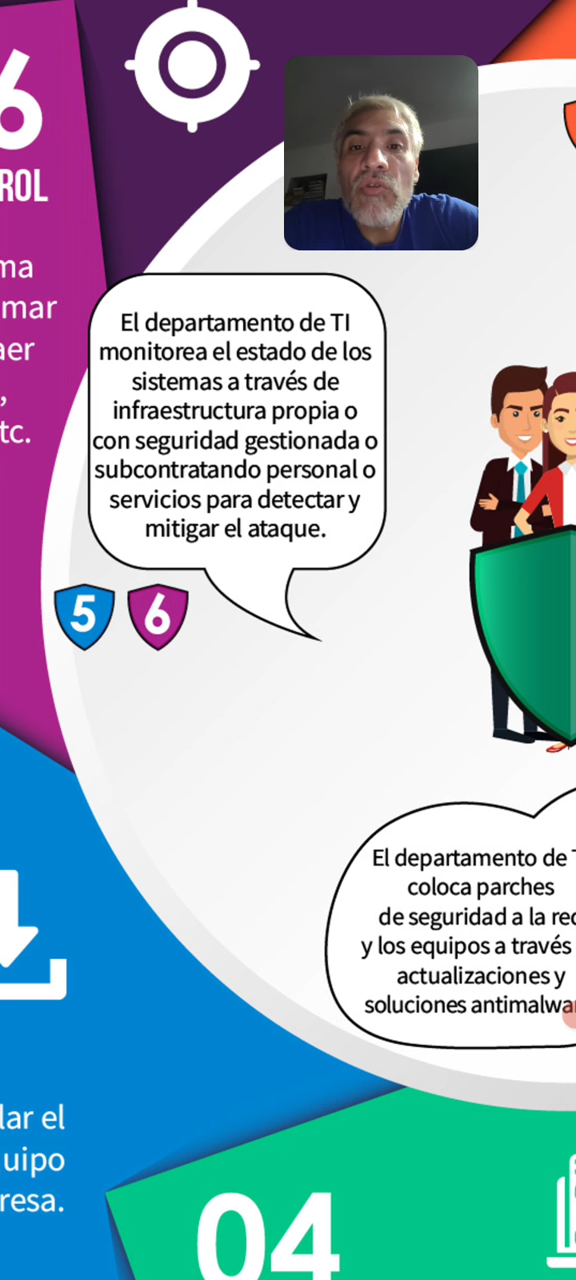 6
ROL
ma
mar
aer
,
tc.
El departamento de TI
monitorea el estado de los
sistemas a través de
infraestructura propia o
con seguridad gestionada o
subcontratando personal o
servicios para detectar y
mitigar el ataque.
5 6
El departamento de T
coloca parches
de seguridad a la red
y los equipos a través
actualizaciones y
soluciones antimalwar
lar el
uipo
resa.
04